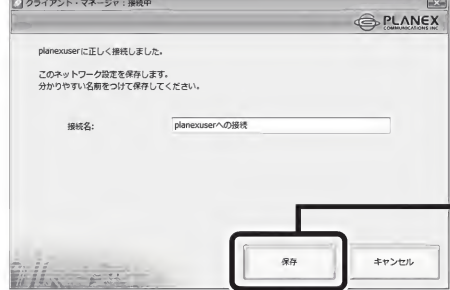 クライアント・マネージャ：接続中
PLANEX
COMMUNICATIONS INC.
planexuserに正しく接続しました。
このネットワーク設定を保存します。
分かりやすい名前をつけて保存してください。
接続名:
planexuserへの接続
保存
キャンセル